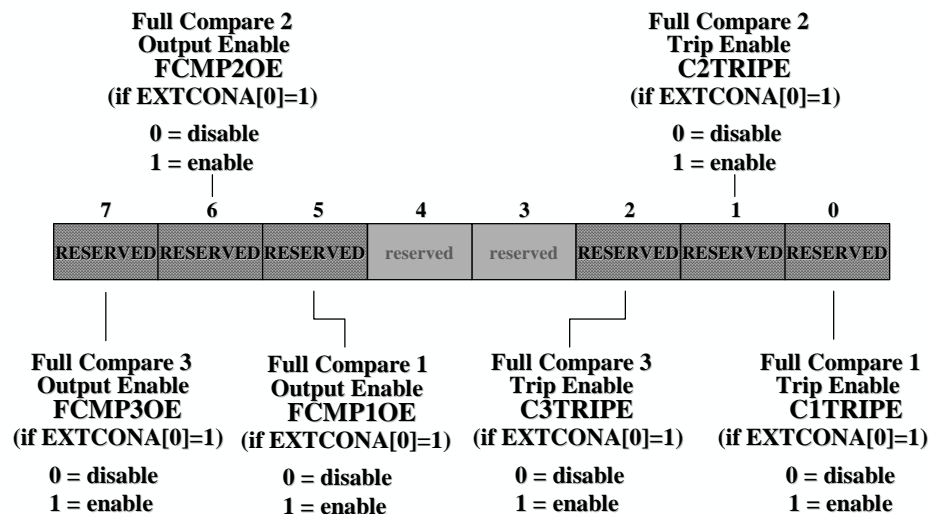 Full Compare 2
Output Enable
FCMP2OE
(if EXTCONA[0]=1)
0 = disable
1 = enable
Full Compare 2
Trip Enable
C2TRIPE
(if EXTCONA[0]=1)
0 = disable
1 = enable
7 6 5 4 3 2 1 0
RESERVED RESERVED RESERVED reserved reserved RESERVED RESERVED RESERVED
Full Compare 3
Output Enable
FCMP3OE
(if EXTCONA[0]=1)
0 = disable
1 = enable
Full Compare 1
Output Enable
FCMP1OE
(if EXTCONA[0]=1)
0 = disable
1 = enable
Full Compare 3
Trip Enable
C3TRIPE
(if EXTCONA[0]=1)
0 = disable
1 = enable
Full Compare 1
Trip Enable
C1TRIPE
(if EXTCONA[0]=1)
0 = disable
1 = enable